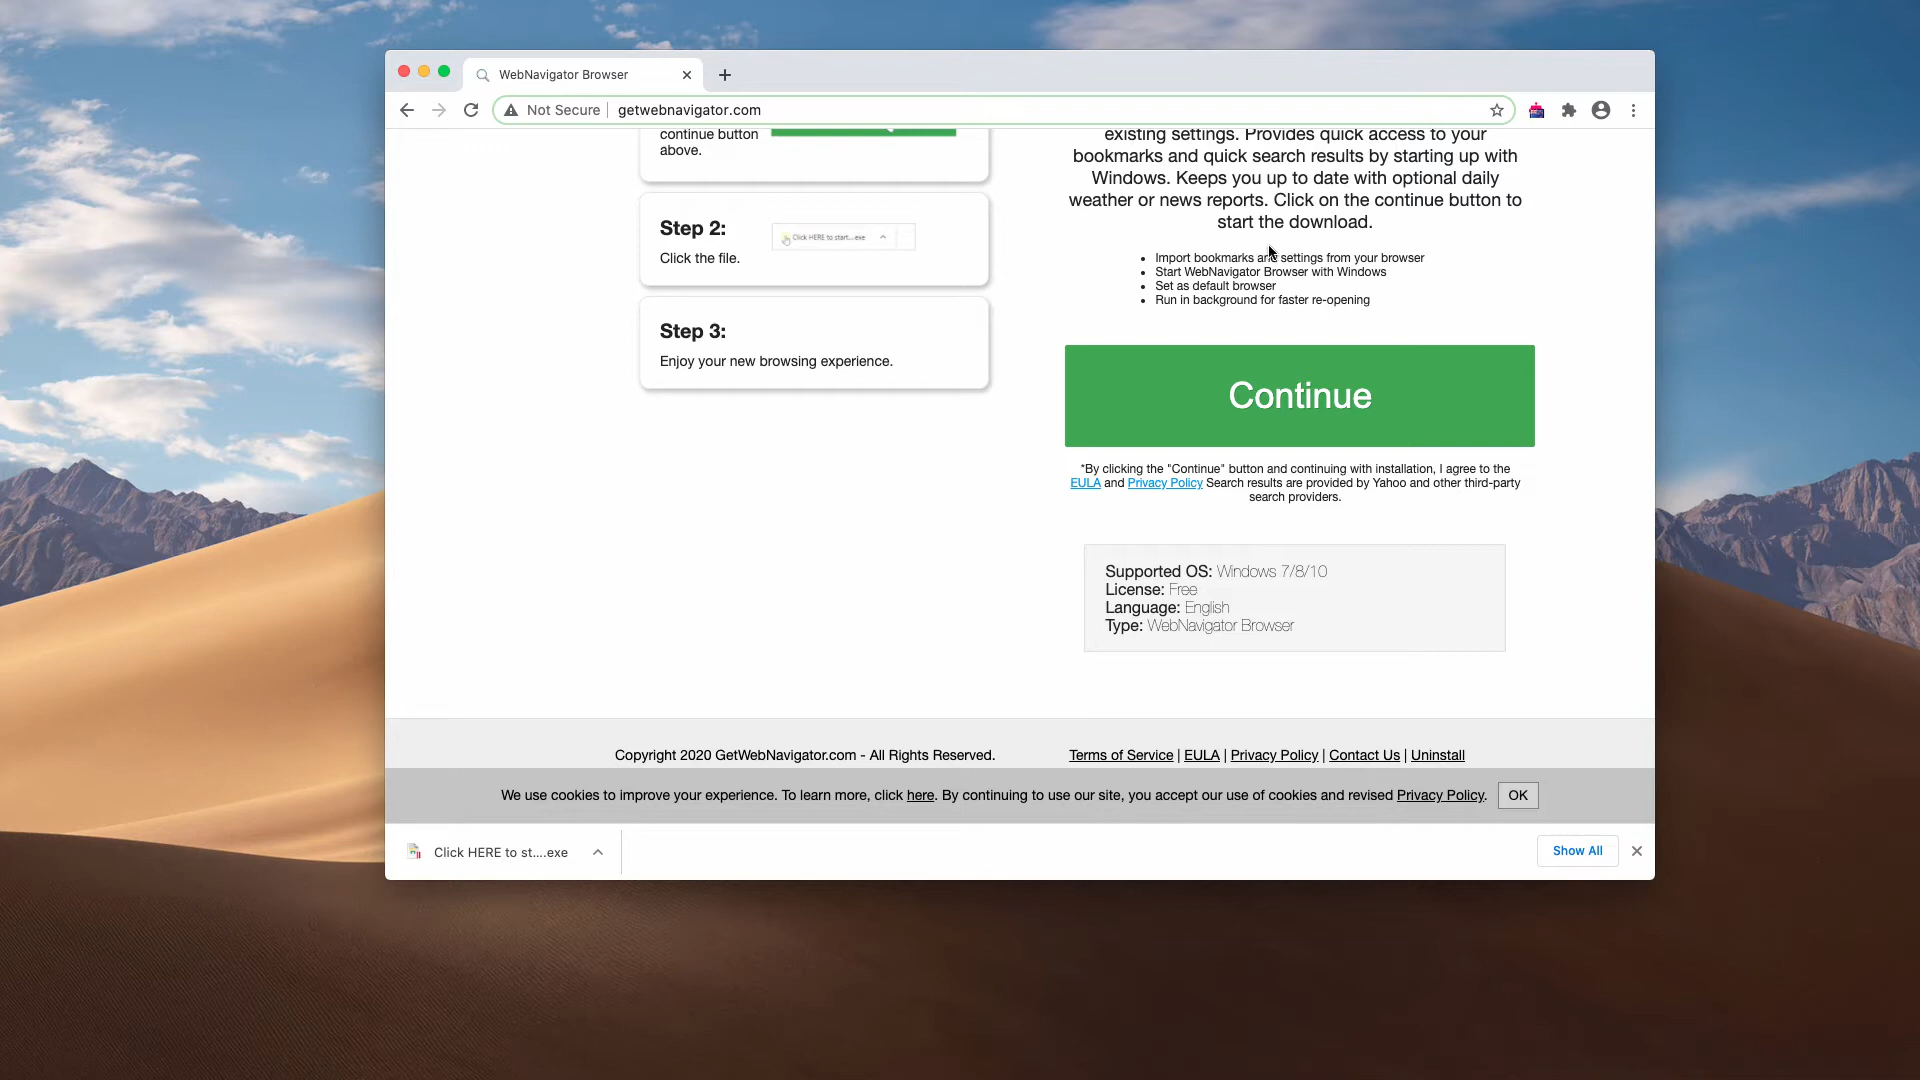 WebNavigator Browser
Not Secure
getwebnavigator.com
continue button
above.
Step 2:
Click HERE to start....exe
Click the file.
Step 3:
Enjoy your new browsing experience.
existing settings. Provides quick access to your
bookmarks and quick search results by starting up with
Windows. Keeps you up to date with optional daily
weather or news reports. Click on the continue button to
start the download.
Import bookmarks and settings from your browser
Start WebNavigator Browser with Windows
Set as default browser
Run in background for faster re-opening
Continue
*By clicking the "Continue" button and continuing with installation, I agree to the
EULA and Privacy Policy Search results are provided by Yahoo and other third-party
search providers.
Supported OS: Windows 7/8/10
License: Free
Language: English
Type: WebNavigator Browser
Copyright 2020 GetWebNavigator.com - All Rights Reserved.
Terms of Service | EULA | Privacy Policy | Contact Us | Uninstall
We use cookies to improve your experience. To learn more, click here. By continuing to use our site, you accept our use of cookies and revised Privacy Policy.
OK
Click HERE to st....exe
Show All